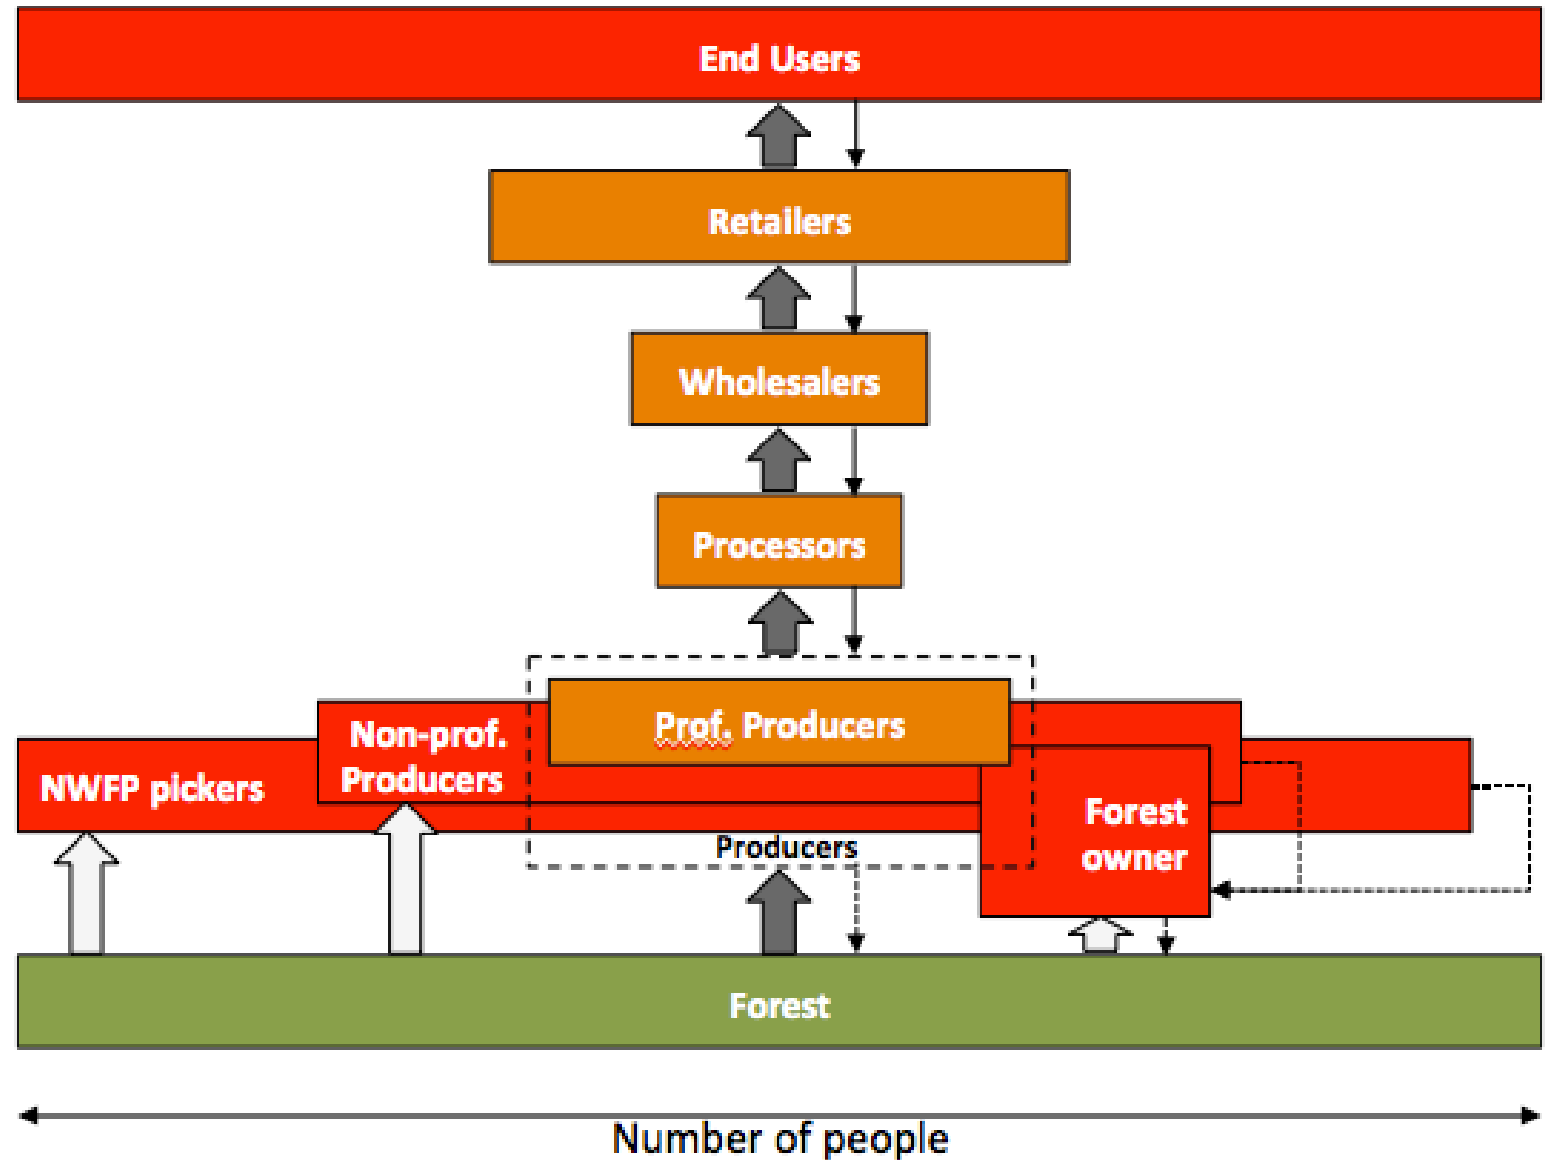 End Users
Retailers
Wholesalers
Processors
Prof. Producers
Non-prof.
Producers
NWFP pickers
Forest
owner
Producers
Forest
Number of people